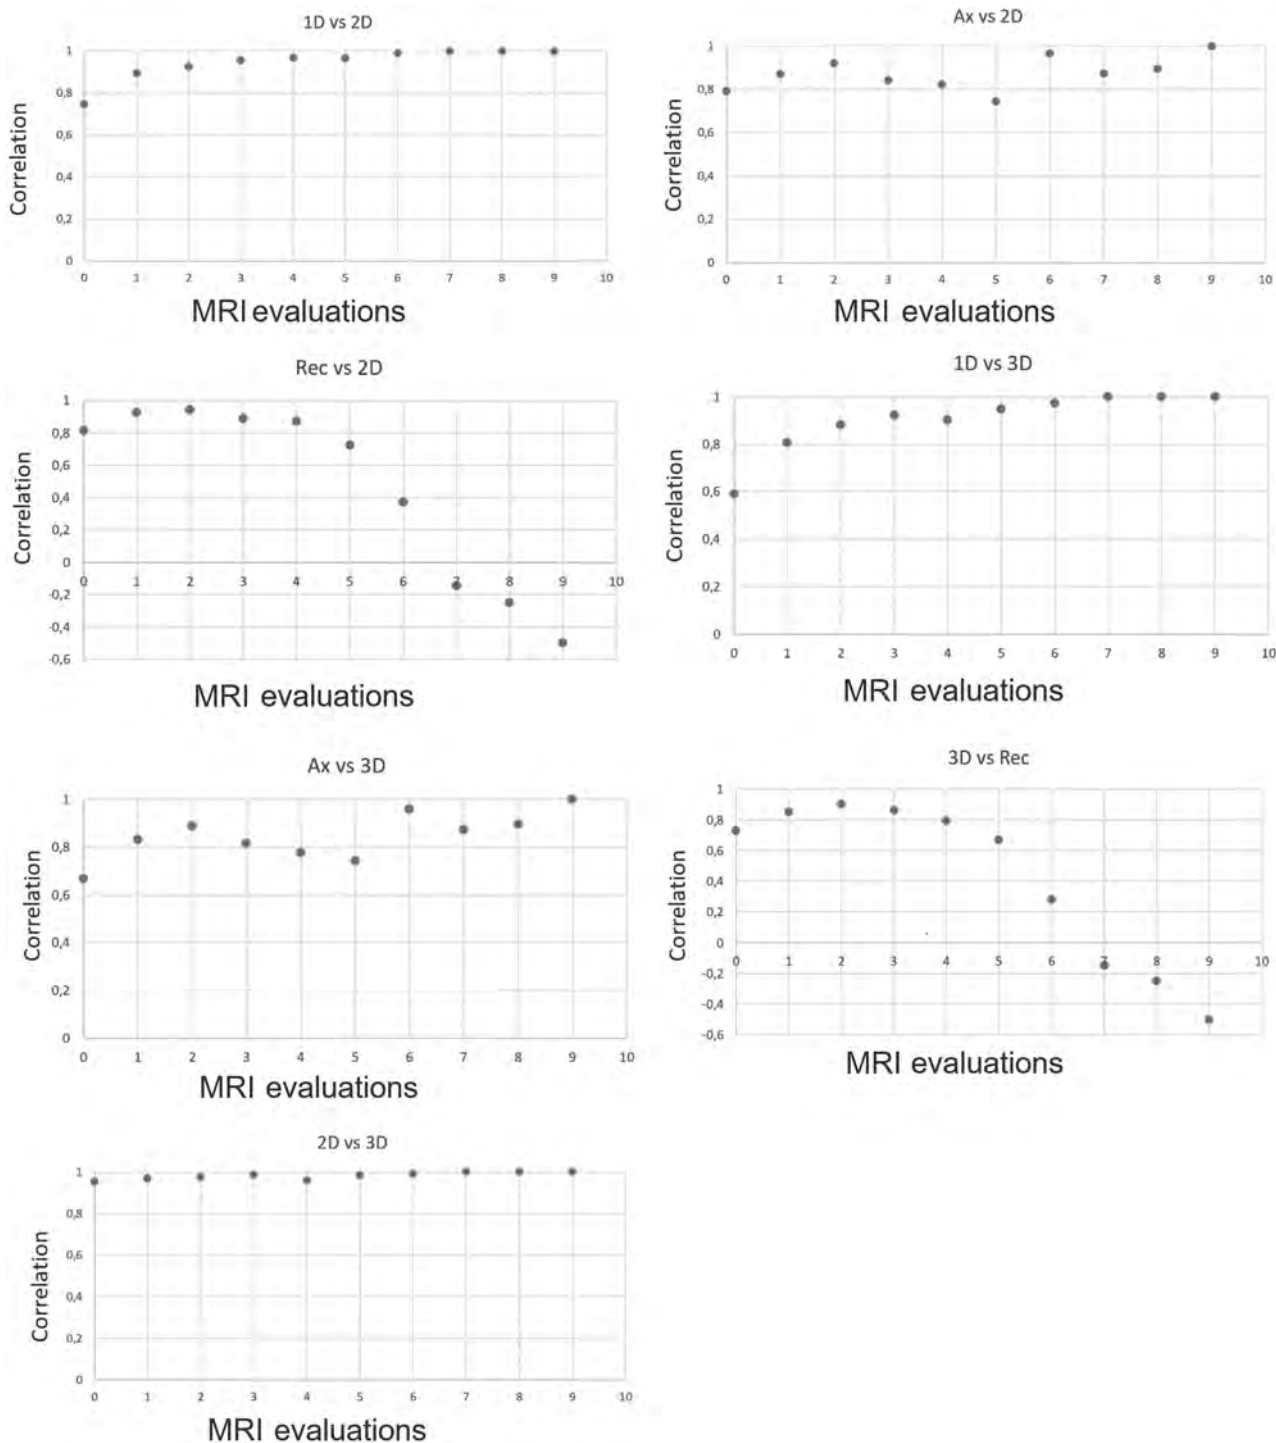 1D vs 2D
Correlation
1
0,8
0,6
0,4
0,2
0
0 1 2 3 4 5 6 7 8 9 10
MRI evaluations
Ax vs 2D
Correlation
1
0,8
0,6
0,4
0,2
0
0 1 2 3 4 5 6 7 8 9 10
MRI evaluations
Rec vs 2D
Correlation
1
0,8
0,6
0,4
0,2
0
-0,2
-0,4
-0,6
0 1 2 3 4 5 6 7 8 9 10
MRI evaluations
1D vs 3D
Correlation
1
0,8
0,6
0,4
0,2
0
0 1 2 3 4 5 6 7 8 9 10
MRI evaluations
Ax vs 3D
Correlation
1
0,8
0,6
0,4
0,2
0
0 1 2 3 4 5 6 7 8 9 10
MRI evaluations
3D vs Rec
Correlation
1
0,8
0,6
0,4
0,2
0
-0,2
-0,4
-0,6
0 1 2 3 4 5 6 7 8 9 10
MRI evaluations
2D vs 3D
Correlation
1
0,8
0,6
0,4
0,2
0
0 1 2 3 4 5 6 7 8 9 10
MRI evaluations